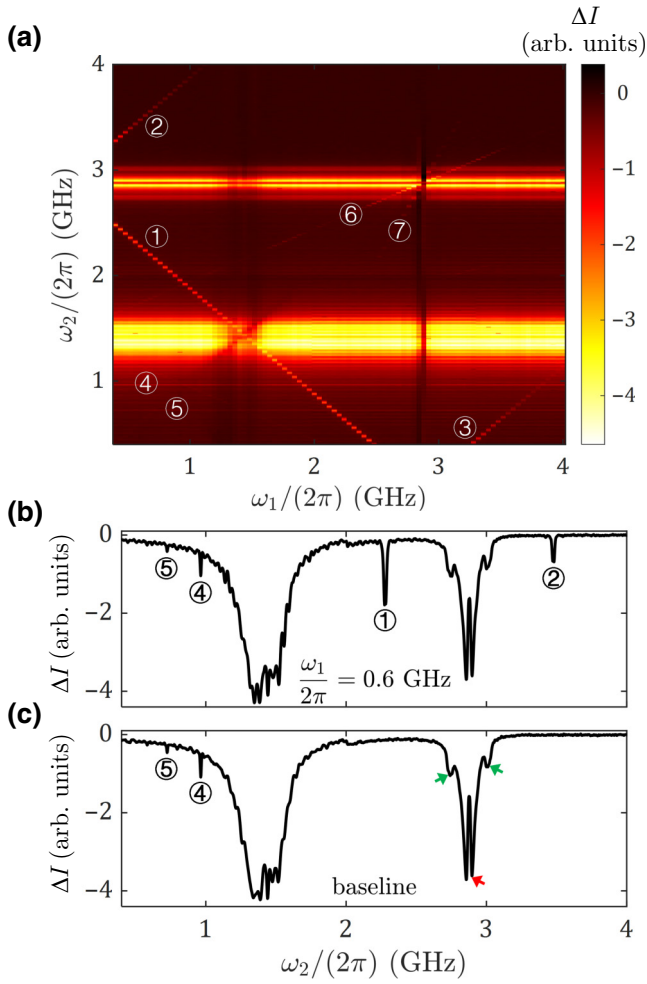 (a)
ΔI
(arb. units)
4
3
2
1
ω₂/(2π) (GHz)
②
①
⑥
⑦
④
⑤
③
1 2 3 4
ω₁/(2π) (GHz)
0
-1
-2
-3
-4
(b)
0
-2
-4
ΔI (arb. units)
⑤ ④ ① ②
ω₁/2π = 0.6 GHz
(c)
0
-2
-4
ΔI (arb. units)
⑤ ④
baseline
1 2 3 4
ω₂/(2π) (GHz)